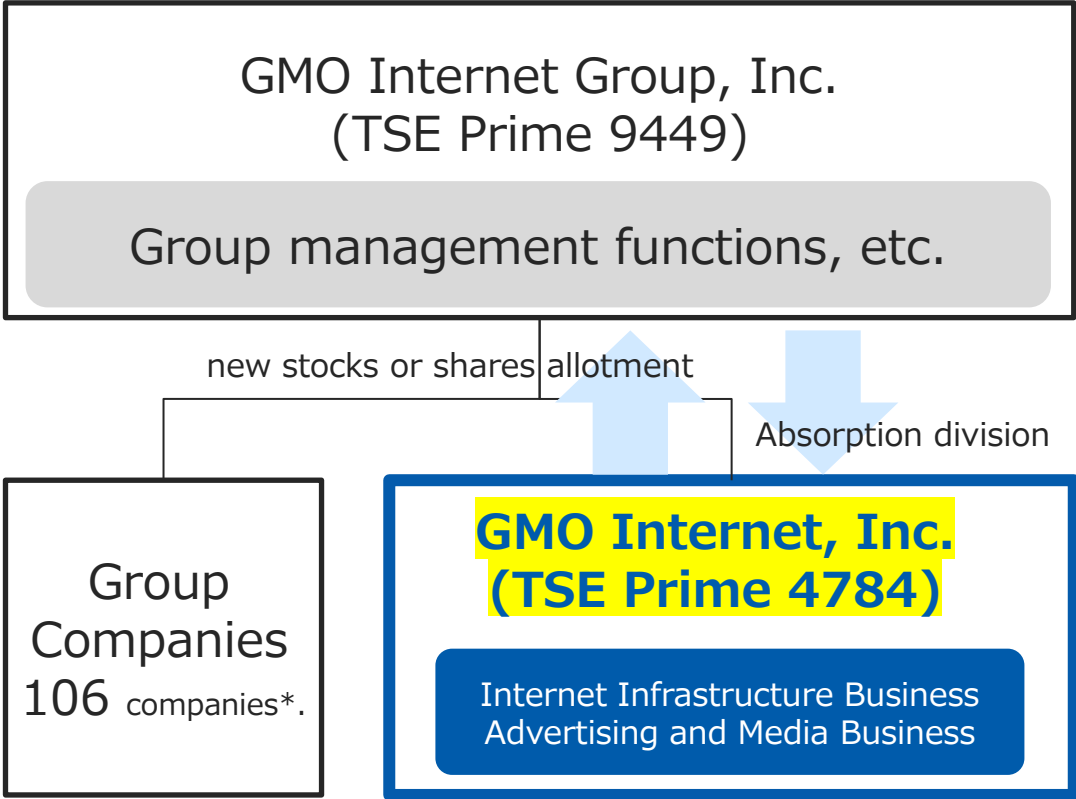 GMO Internet Group, Inc.
(TSE Prime 9449)
Group management functions, etc.
new stocks or shares allotment
Absorption division
Group
Companies
106 companies*.
GMO Internet, Inc.
(TSE Prime 4784)
Internet Infrastructure Business
Advertising and Media Business